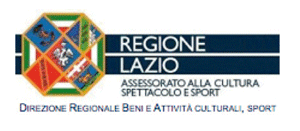 REGIONE
LAZIO
ASSESSORATO ALLA CULTURA
SPETTACOLO E SPORT
DIREZIONE REGIONALE BENI E ATTIVITÀ CULTURALI, SPORT